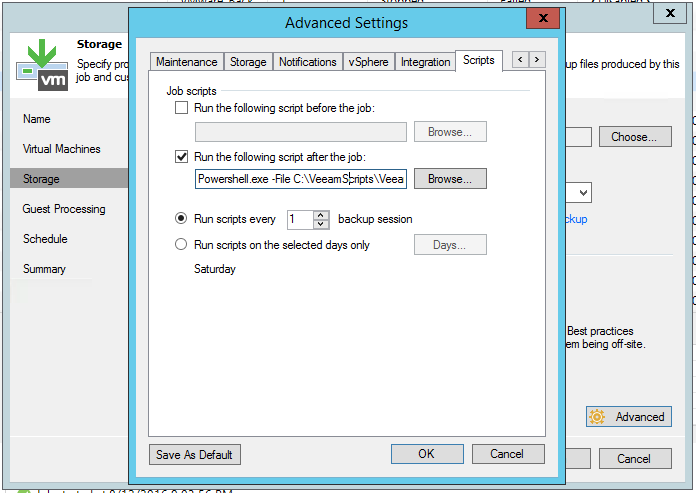 VMware_Back
Stopped
Failed
X
Advanced Settings
x
Storage
Specify pro
job and cus
up files produced by this
vm
Name
Virtual Machines
Storage
Guest Processing
Schedule
Summary
Maintenance Storage Notifications vSphere Integration Scripts < >
Job scripts
Run the following script before the job:
Browse...
Run the following script after the job:
Powershell.exe -File C:\VeeamScripts\Veea
Browse...
Run scripts every 1 backup session
Run scripts on the selected days only
Days...
Saturday
Choose...
ckup
Best practices
em being off-site.
Advanced
Save As Default
OK
Cancel
Cancel